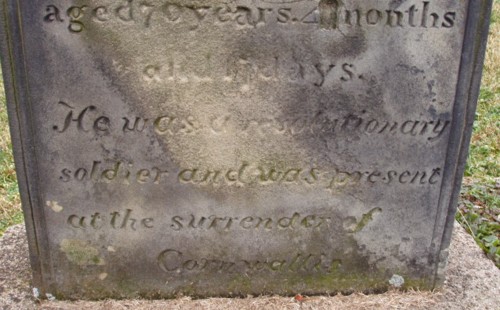 aged 70 years. 4 months
and days.
He was a revolutionary
soldier and was present
at the surrender of
Cornwallis